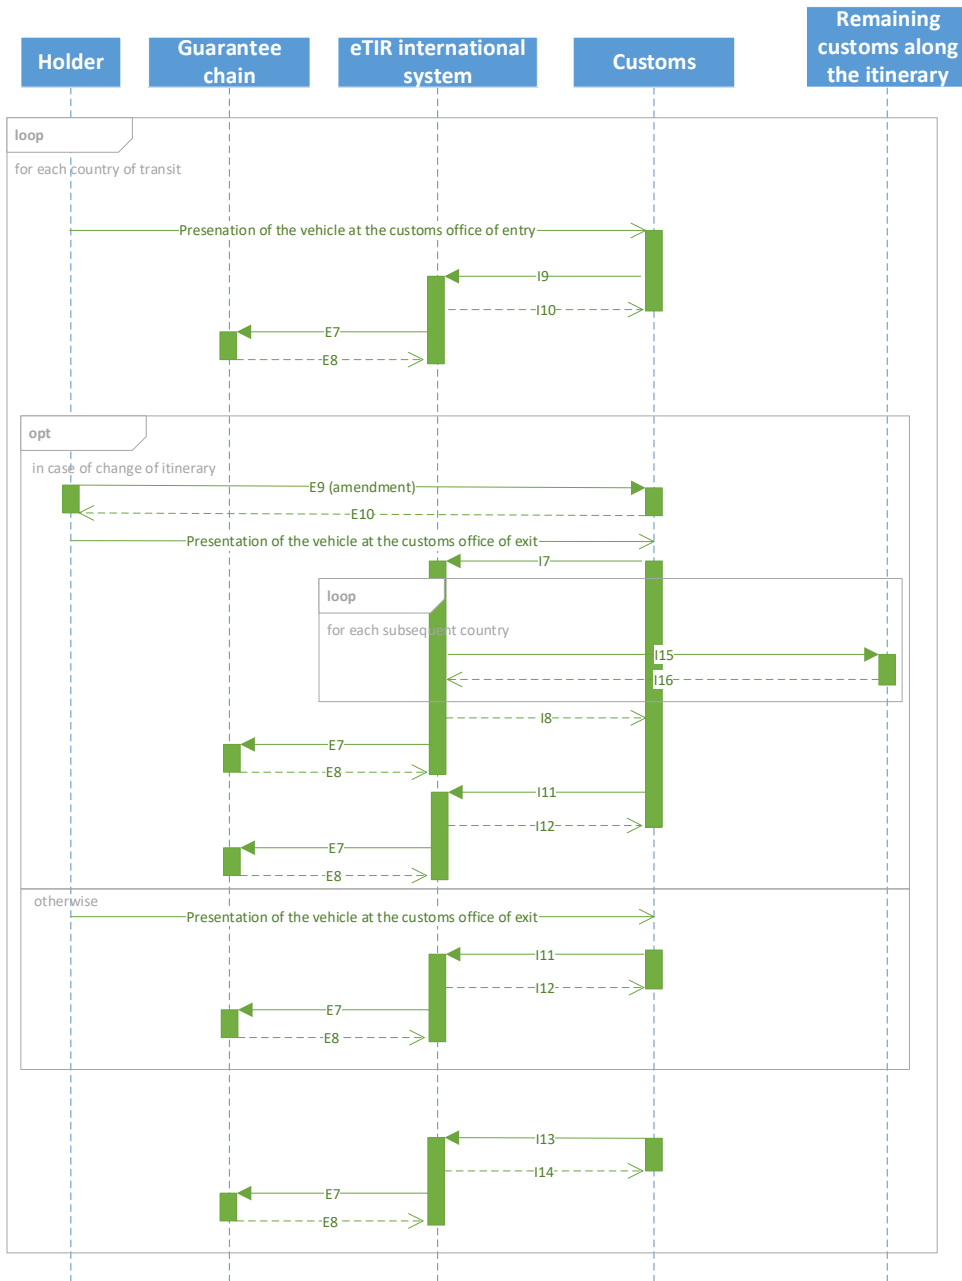 Holder
Guarantee
chain
eTIR international
system
Customs
Remaining
customs along
the itinerary
loop
for each country of transit
Presenation of the vehicle at the customs office of entry
I9
I10
E7
E8
opt
in case of change of itinerary
E9 (amendment)
E10
Presentation of the vehicle at the customs office of exit
I7
loop
for each subsequent country
I15
I16
I8
E7
E8
I11
I12
E7
E8
otherwise
Presentation of the vehicle at the customs office of exit
I11
I12
E7
E8
I13
I14
E7
E8